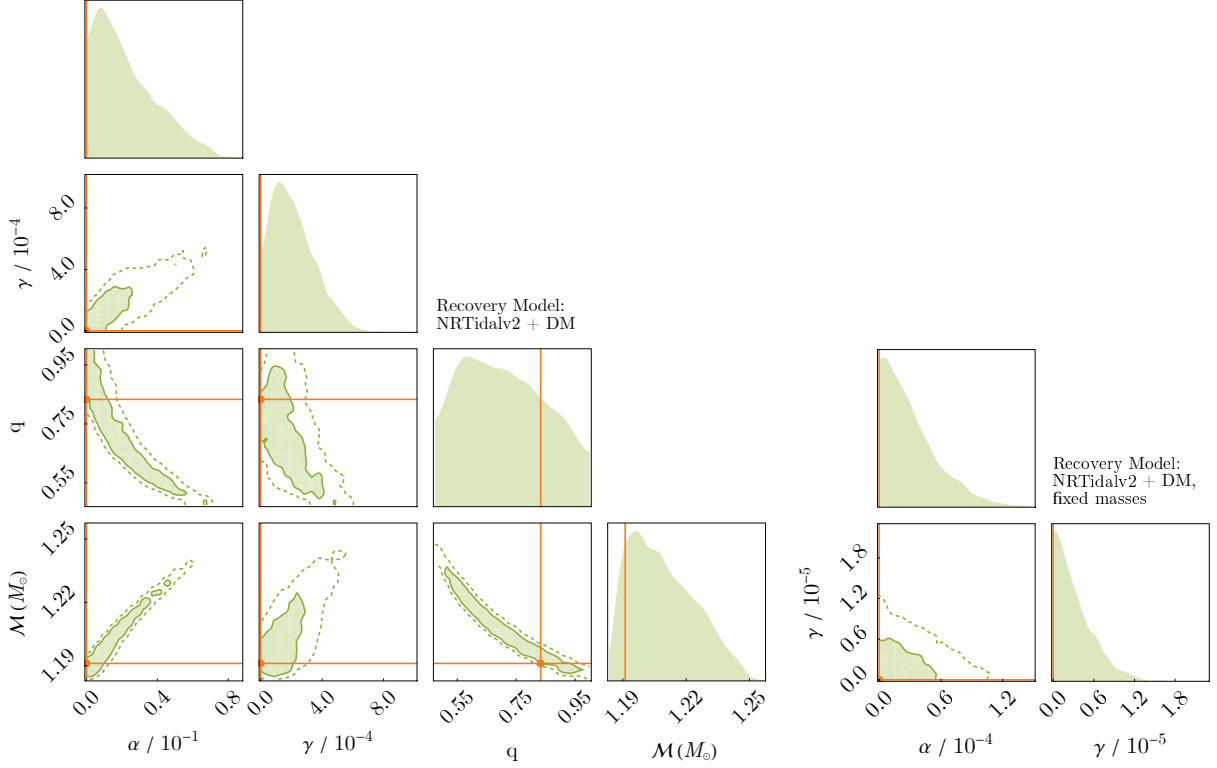 γ / 10⁻⁴
8.0
4.0
0.0
Recovery Model:
NRTidalv2 + DM
q
0.95
0.75
0.55
ℳ(M⊙)
1.25
1.22
1.19
0.0 0.4 0.8
α / 10⁻¹
0.0 4.0 8.0
γ / 10⁻⁴
0.55 0.75 0.95
q
1.19 1.22 1.25
ℳ(M⊙)
Recovery Model:
NRTidalv2 + DM,
fixed masses
γ / 10⁻⁵
1.8
1.2
0.6
0.0
0.0 0.6 1.2
α / 10⁻⁴
0.0 0.6 1.2 1.8
γ / 10⁻⁵